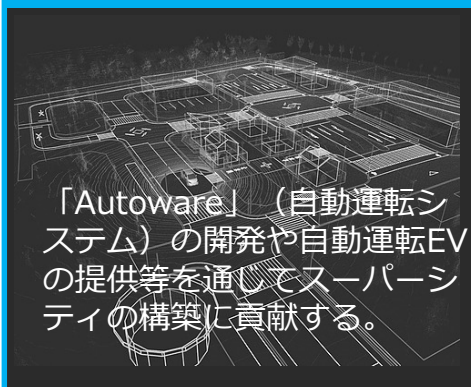 「Autoware」（自動運転シ
ステム）の開発や自動運転EV
の提供等を通してスーパーシ
ティの構築に貢献する。